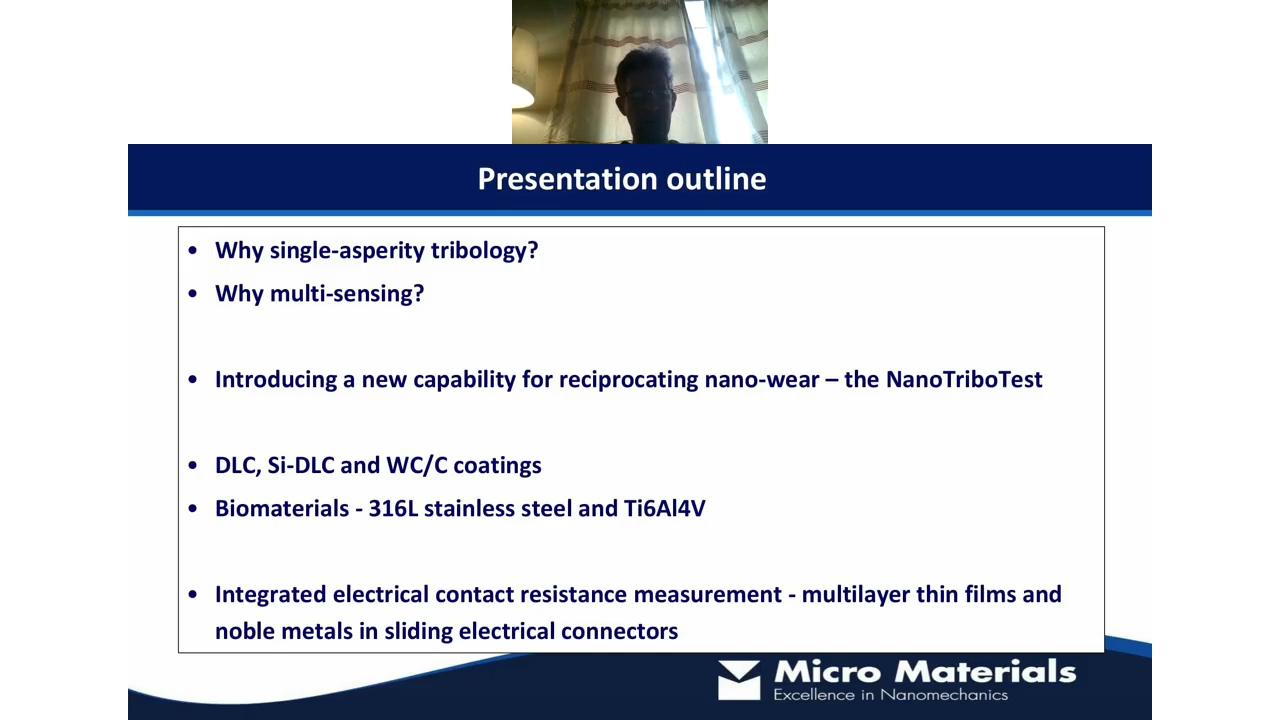 Presentation outline
• Why single-asperity tribology?
• Why multi-sensing?
• Introducing a new capability for reciprocating nano-wear – the NanoTriboTest
• DLC, Si-DLC and WC/C coatings
• Biomaterials - 316L stainless steel and Ti6Al4V
• Integrated electrical contact resistance measurement - multilayer thin films and
noble metals in sliding electrical connectors
Micro Materials
Excellence in Nanomechanics